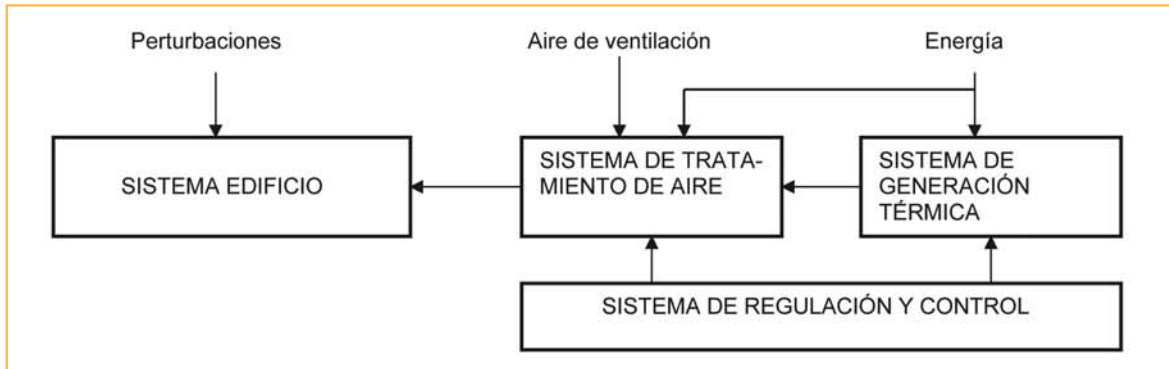 Perturbaciones
Aire de ventilación
Energía
SISTEMA EDIFICIO
SISTEMA DE TRATA-
MIENTO DE AIRE
SISTEMA DE
GENERACIÓN
TÉRMICA
SISTEMA DE REGULACIÓN Y CONTROL